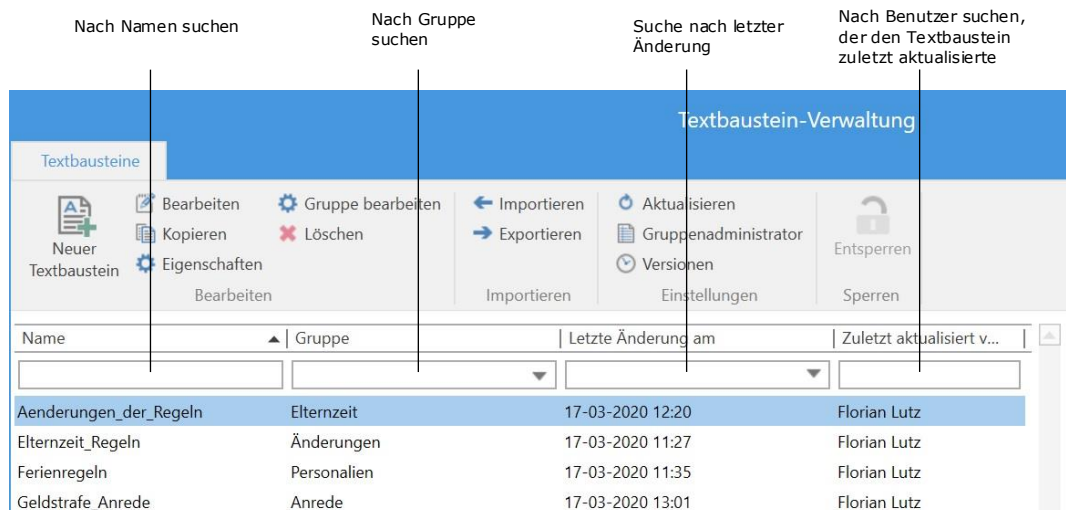 Nach Namen suchen
Nach Gruppe
suchen
Suche nach letzter
Änderung
Nach Benutzer suchen,
der den Textbaustein
zuletzt aktualisierte
Textbaustein-Verwaltung
Textbausteine
Neuer
Textbaustein
Bearbeiten
Kopieren
Eigenschaften
Gruppe bearbeiten
Löschen
Bearbeiten
Importieren
Exportieren
Importieren
Aktualisieren
Gruppenadministrator
Versionen
Einstellungen
Entsperren
Sperren
Name Gruppe Letzte Änderung am Zuletzt aktualisiert v...
Aenderungen_der_Regeln Elternzeit 17-03-2020 12:20 Florian Lutz
Elternzeit_Regeln Änderungen 17-03-2020 11:27 Florian Lutz
Ferienregeln Personalien 17-03-2020 11:35 Florian Lutz
Geldstrafe_Anrede Anrede 17-03-2020 13:01 Florian Lutz